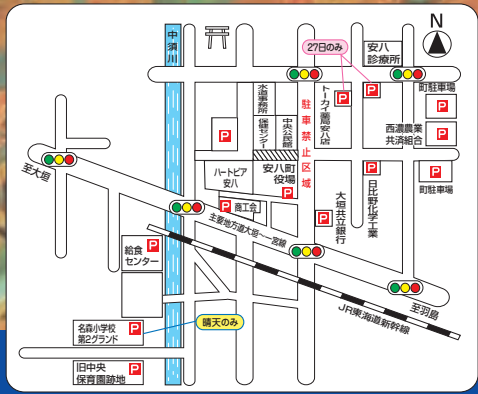 中須川
N
27日のみ
安八
診療所
水道事務所
保健センター
中央公民館
駐車禁止区域
トーカイ薬局安八店
町駐車場
P
P
P
P
西濃農業
共済組合
P
安八町
役場
ハートピア
安八
P
P
商工会
P
P
大垣共立銀行
P
日比野化学工業
P
町駐車場
至大垣
主要地方道大垣一宮線
給食
センター
P
至羽島
JR東海道新幹線
名森小学校
第2グランド
P
晴天のみ
旧中央
保育園跡地
P